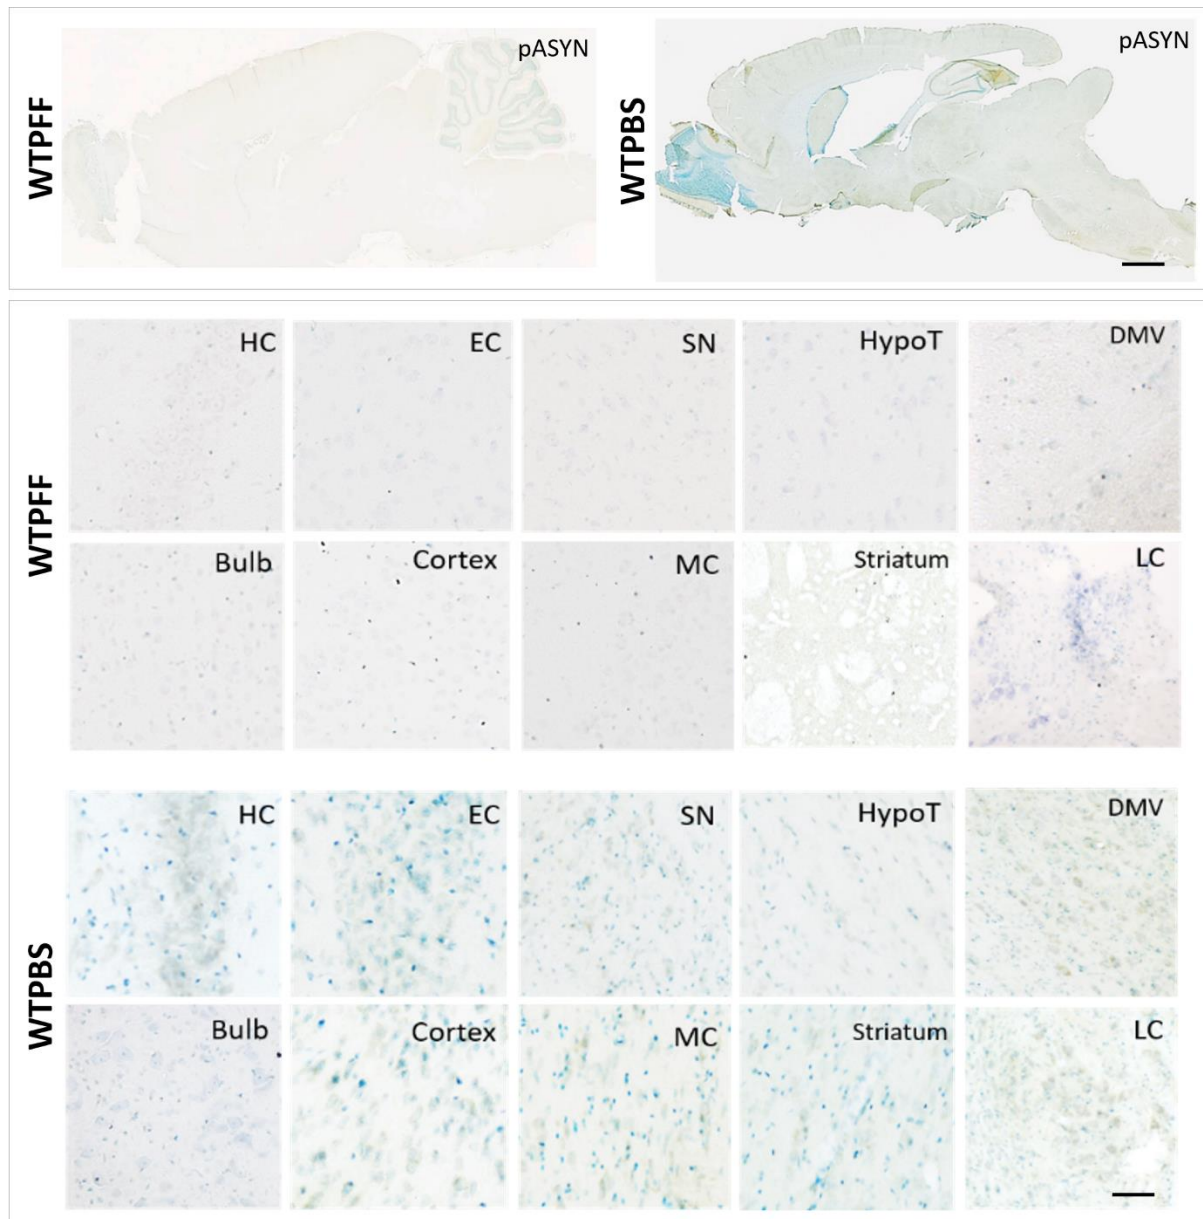 WTPFF
pASYN
WTPBS
pASYN
WTPFF
HC
EC
SN
HypoT
DMV
Bulb
Cortex
MC
Striatum
LC
WTPBS
HC
EC
SN
HypoT
DMV
Bulb
Cortex
MC
Striatum
LC